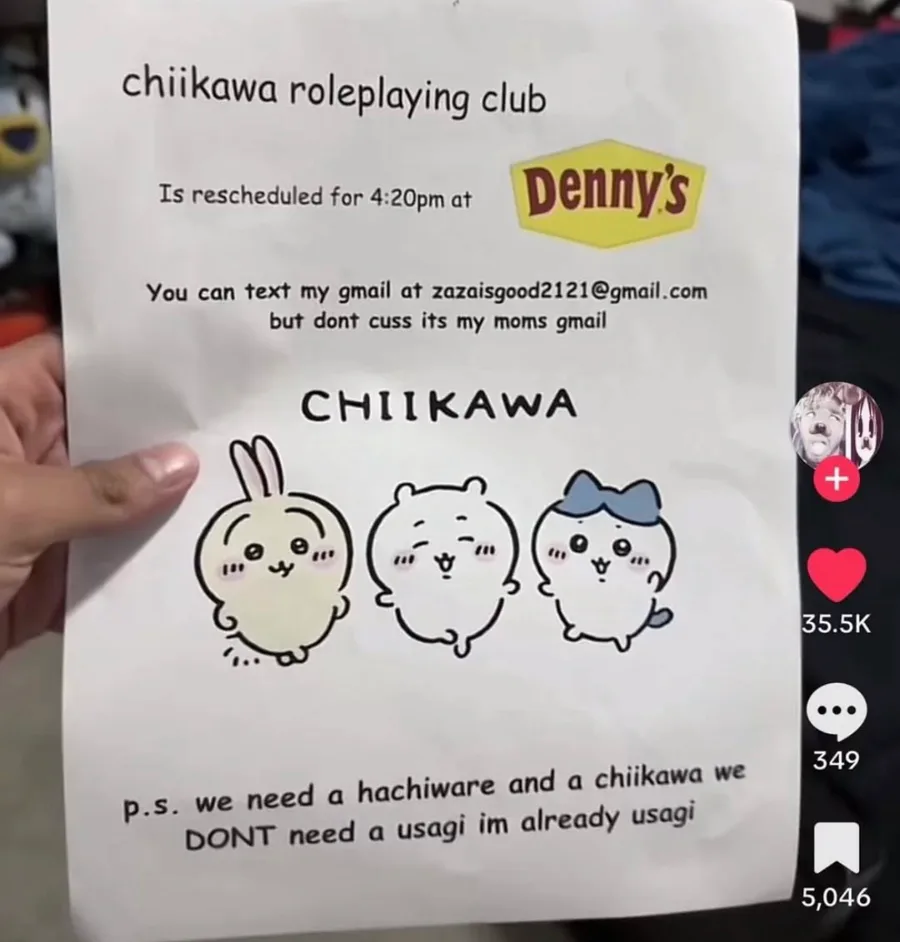 chiikawa roleplaying club
Is rescheduled for 4:20pm at
Denny's
You can text my gmail at zazaisgood2121@gmail.com
but dont cuss its my moms gmail
CHIIKAWA
p.s. we need a hachiware and a chiikawa we
DONT need a usagi im already usagi
35.5K
349
5,046